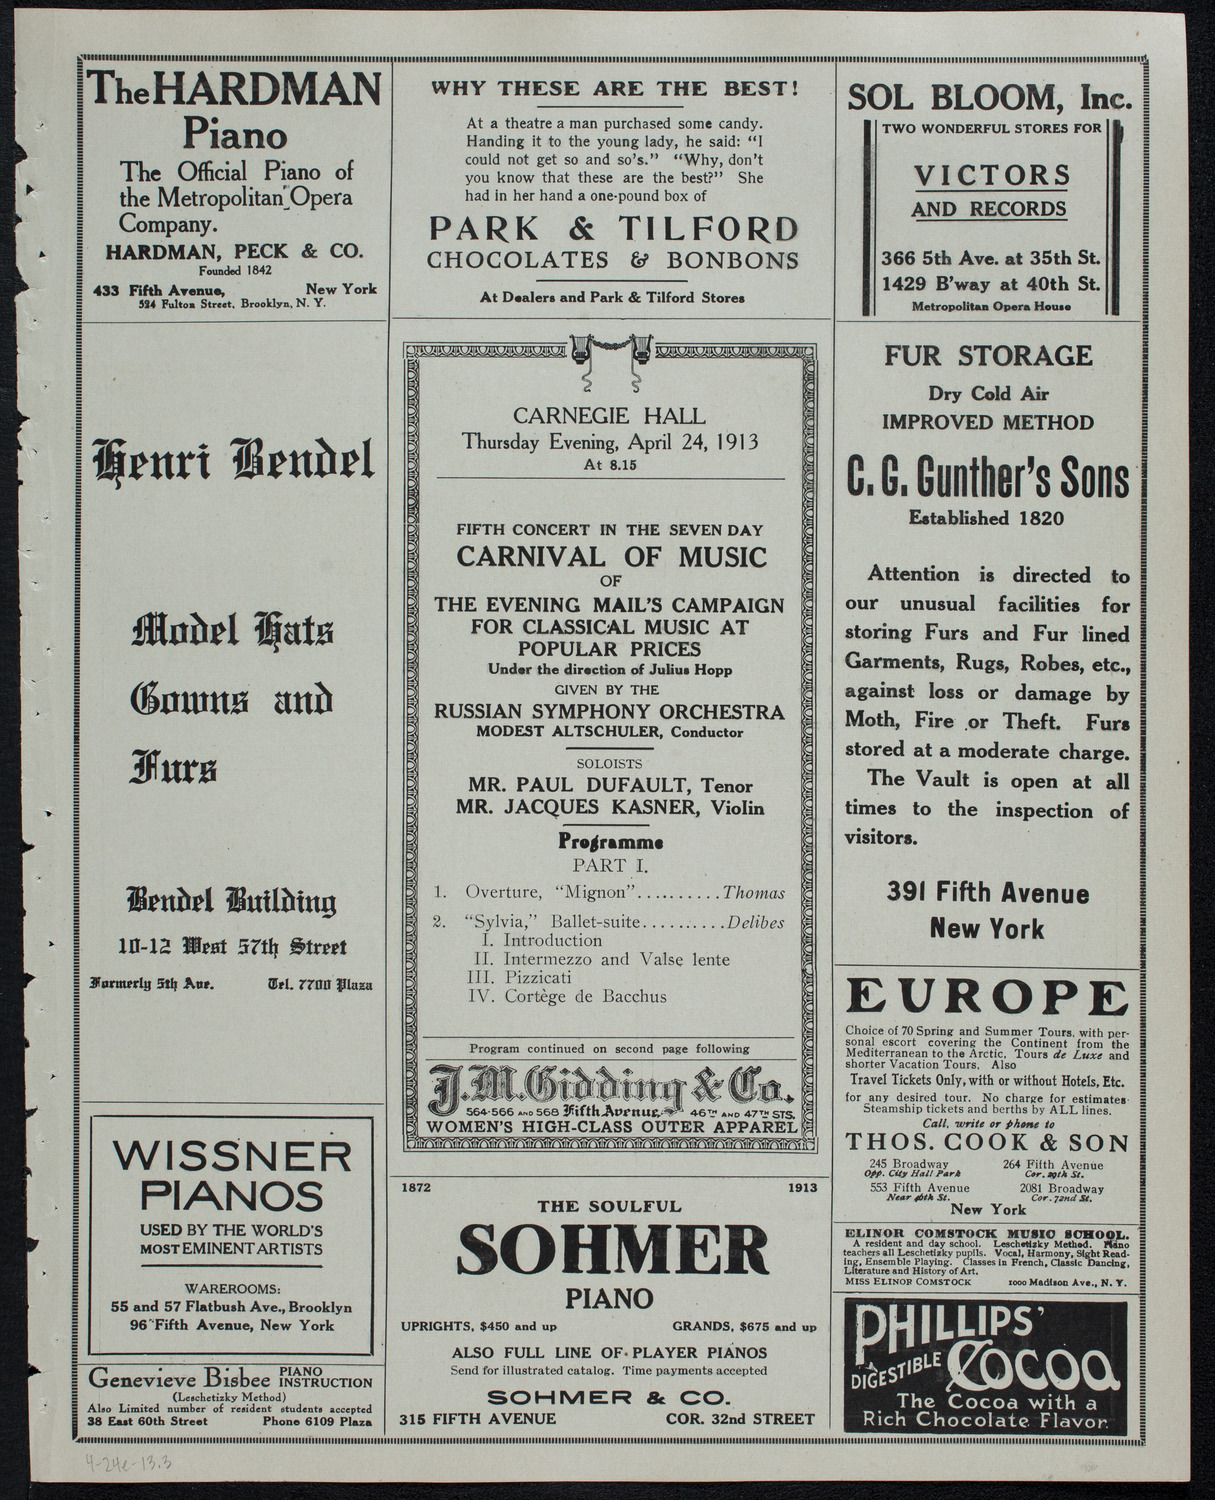 The HARDMAN
Piano
The Official Piano of
the Metropolitan Opera
Company.
HARDMAN, PECK & CO.
Founded 1842
433 Fifth Avenue, New York
524 Fulton Street, Brooklyn, N. Y.
Henri Bendel
Model Hats
Gowns and
Furs
Bendel Building
10-12 West 57th Street
Formerly 5th Ave. Tel. 7700 Plaza
WISSNER
PIANOS
USED BY THE WORLD'S
MOST EMINENT ARTISTS
WAREROOMS:
55 and 57 Flatbush Ave., Brooklyn
96 Fifth Avenue, New York
Genevieve Bisbee PIANO INSTRUCTION
(Leschetizky Method)
Also Limited number of resident students accepted
38 East 60th Street Phone 6109 Plaza
WHY THESE ARE THE BEST!
At a theatre a man purchased some candy.
Handing it to the young lady, he said: "I
could not get so and so's." "Why, don't
you know that these are the best?" She
had in her hand a one-pound box of
PARK & TILFORD
CHOCOLATES & BONBONS
At Dealers and Park & Tilford Stores
CARNEGIE HALL
Thursday Evening, April 24, 1913
At 8.15
FIFTH CONCERT IN THE SEVEN DAY
CARNIVAL OF MUSIC
OF
THE EVENING MAIL'S CAMPAIGN
FOR CLASSICAL MUSIC AT
POPULAR PRICES
Under the direction of Julius Hopp
GIVEN BY THE
RUSSIAN SYMPHONY ORCHESTRA
MODEST ALTSCHULER, Conductor
SOLOISTS
MR. PAUL DUFAULT, Tenor
MR. JACQUES KASNER, Violin
Programme
PART I.
1. Overture, "Mignon"..........Thomas
2. "Sylvia," Ballet-suite..........Delibes
I. Introduction
II. Intermezzo and Valse lente
III. Pizzicati
IV. Cortège de Bacchus
Program continued on second page following
J. M. Gidding & Co.
564-566 AND 568 Fifth Avenue 46TH AND 47TH STS.
WOMEN'S HIGH-CLASS OUTER APPAREL
1872 1913
THE SOULFUL
SOHMER
PIANO
UPRIGHTS, $450 and up GRANDS, $675 and up
ALSO FULL LINE OF PLAYER PIANOS
Send for illustrated catalog. Time payments accepted
SOHMER & CO.
315 FIFTH AVENUE COR. 32nd STREET
SOL BLOOM, Inc.
TWO WONDERFUL STORES FOR
VICTORS
AND RECORDS
366 5th Ave. at 35th St.
1429 B'way at 40th St.
Metropolitan Opera House
FUR STORAGE
Dry Cold Air
IMPROVED METHOD
C. G. Gunther's Sons
Established 1820
Attention is directed to
our unusual facilities for
storing Furs and Fur lined
Garments, Rugs, Robes, etc.,
against loss or damage by
Moth, Fire or Theft. Furs
stored at a moderate charge.
The Vault is open at all
times to the inspection of
visitors.
391 Fifth Avenue
New York
EUROPE
Choice of 70 Spring and Summer Tours, with per-
sonal escort covering the Continent from the
Mediterranean to the Arctic, Tours de Luxe and
shorter Vacation Tours. Also
Travel Tickets Only, with or without Hotels, Etc.
for any desired tour. No charge for estimates
Steamship tickets and berths by ALL lines.
Call, write or phone to
THOS. COOK & SON
245 Broadway 264 Fifth Avenue
Opp. City Hall Park Cor. 29th St.
553 Fifth Avenue 2081 Broadway
Near 46th St. Cor. 72nd St.
New York
ELINOR COMSTOCK MUSIC SCHOOL.
A resident and day school. Leschetizky Method. Piano
teachers all Leschetizky pupils. Vocal, Harmony, Sight Read-
ing, Ensemble Playing. Classes in French, Classic Dancing,
Literature and History of Art.
MISS ELINOR COMSTOCK 1000 Madison Ave., N. Y.
PHILLIPS'
DIGESTIBLE COCOA
The Cocoa with a
Rich Chocolate Flavor.
4-24e-13.3